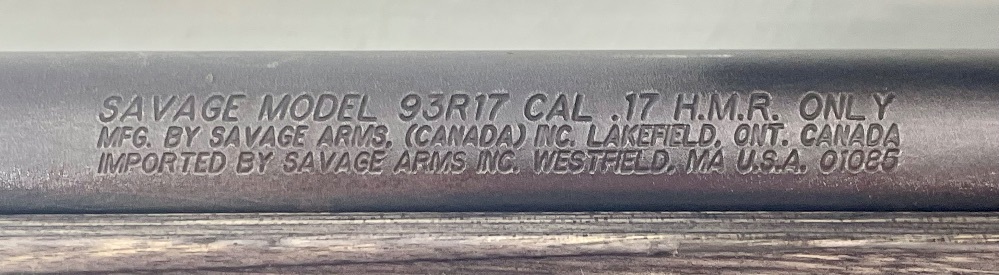 SAVAGE MODEL 93R17 CAL .17 H.M.R. ONLY
MFG. BY SAVAGE ARMS, (CANADA) INC. LAKEFIELD, ONT. CANADA
IMPORTED BY SAVAGE ARMS INC. WESTFIELD, MA U.S.A. 01085